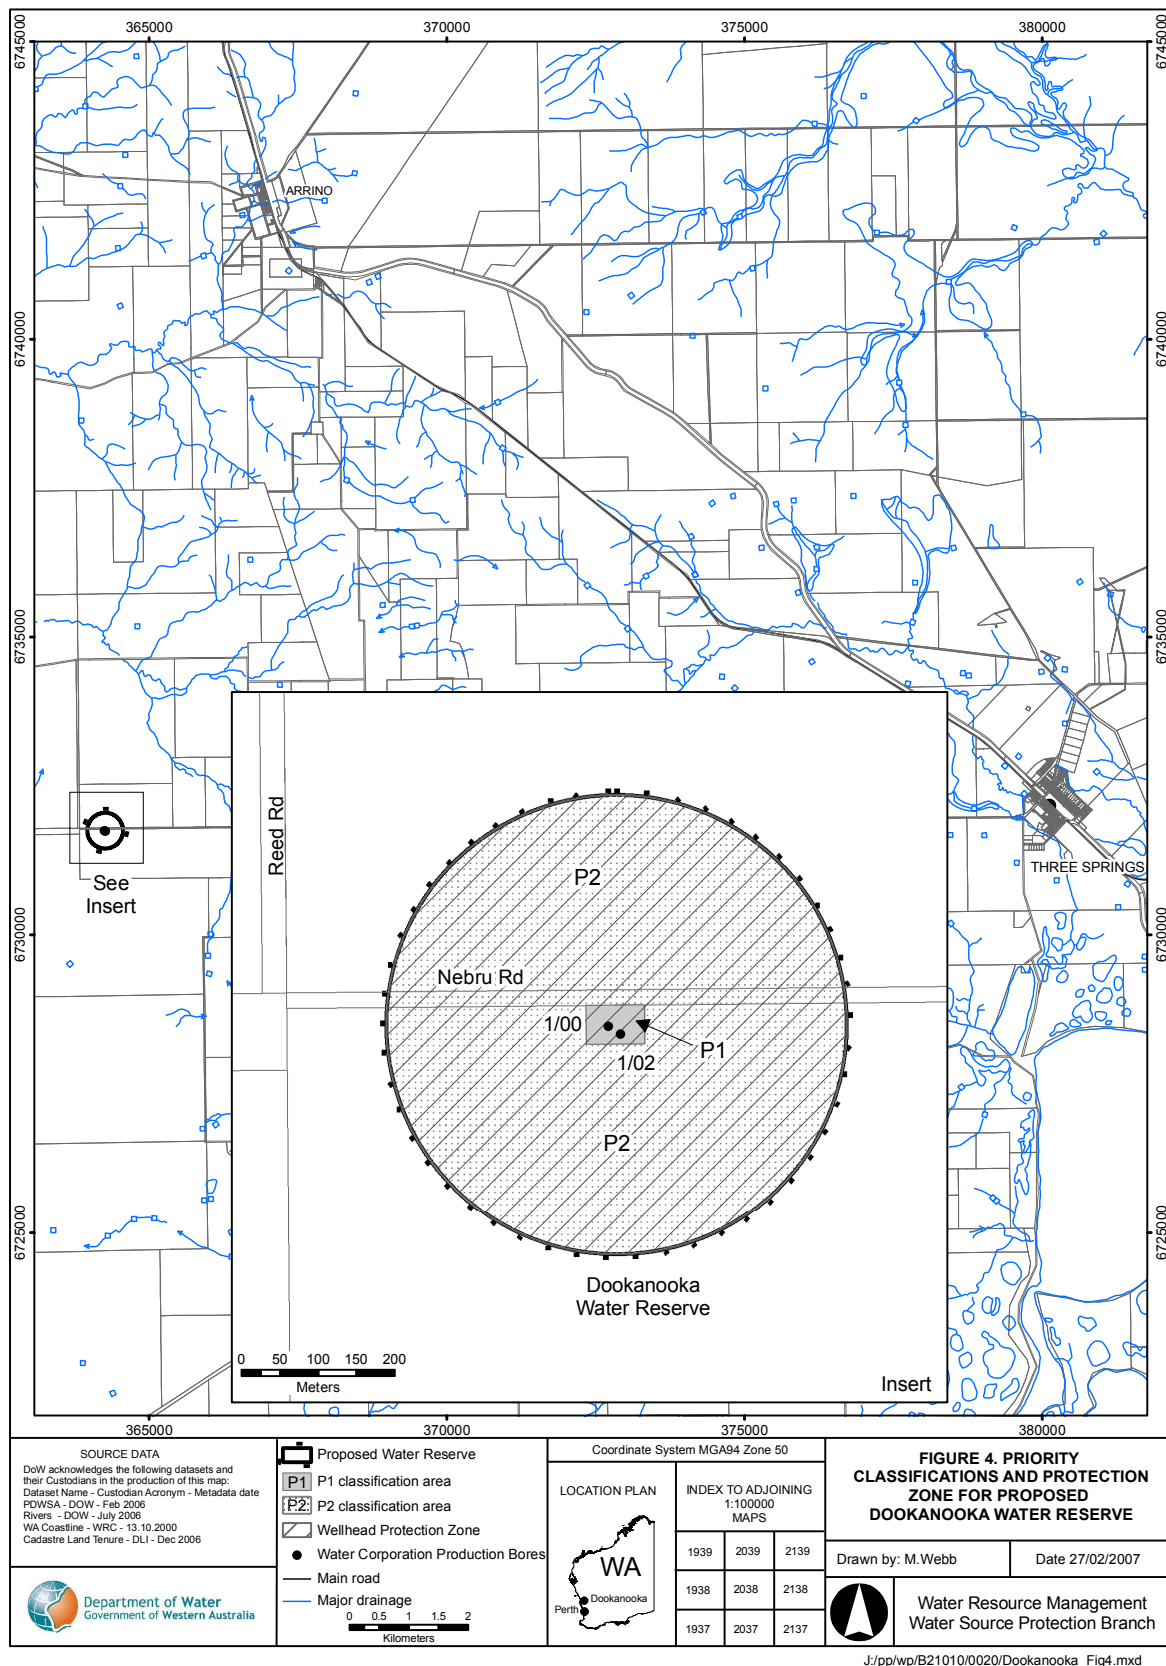 365000 370000 375000 380000
6745000
6745000
6740000
6740000
6735000
6735000
6730000
6730000
6725000
6725000
ARRINO
THREE SPRINGS
See
Insert
Reed Rd
Nebru Rd
P2
1/00
P1
1/02
P2
Dookanooka
Water Reserve
0 50 100 150 200
Meters
Insert
365000 370000 375000 380000
SOURCE DATA
DoW acknowledges the following datasets and
their Custodians in the production of this map:
Dataset Name - Custodian Acronym - Metadata date
PDWSA - DOW - Feb 2006
Rivers - DOW - July 2006
WA Coastline - WRC - 13.10.2000
Cadastre Land Tenure - DLI - Dec 2006
Department of Water
Government of Western Australia
Proposed Water Reserve
P1 P1 classification area
P2 P2 classification area
Wellhead Protection Zone
Water Corporation Production Bores
Main road
Major drainage
0 0.5 1 1.5 2
Kilometers
Coordinate System MGA94 Zone 50
LOCATION PLAN
WA
Dookanooka
Perth
INDEX TO ADJOINING
1:100000
MAPS
1939 2039 2139
1938 2038 2138
1937 2037 2137
FIGURE 4. PRIORITY
CLASSIFICATIONS AND PROTECTION
ZONE FOR PROPOSED
DOOKANOOKA WATER RESERVE
Drawn by: M.Webb
Date 27/02/2007
Water Resource Management
Water Source Protection Branch
J:/pp/wp/B21010/0020/Dookanooka_Fig4.mxd